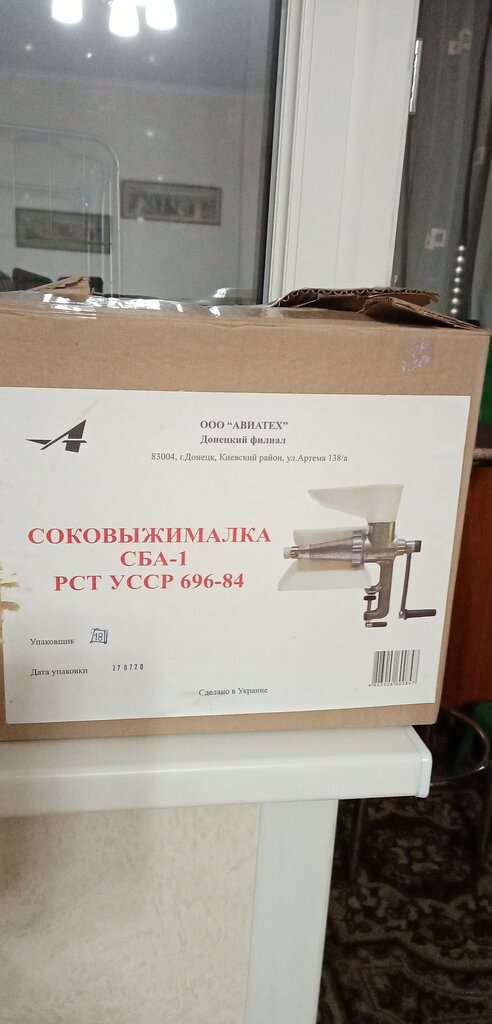 ООО "АВИАТЕХ"
Донецкий филиал
83004, г.Донецк, Киевский район, ул.Артема 138/а
СОКОВЫЖИМАЛКА
СБА-1
РСТ УССР 696-84
Упаковщик 18
Дата упаковки 270720
Сделано в Украине